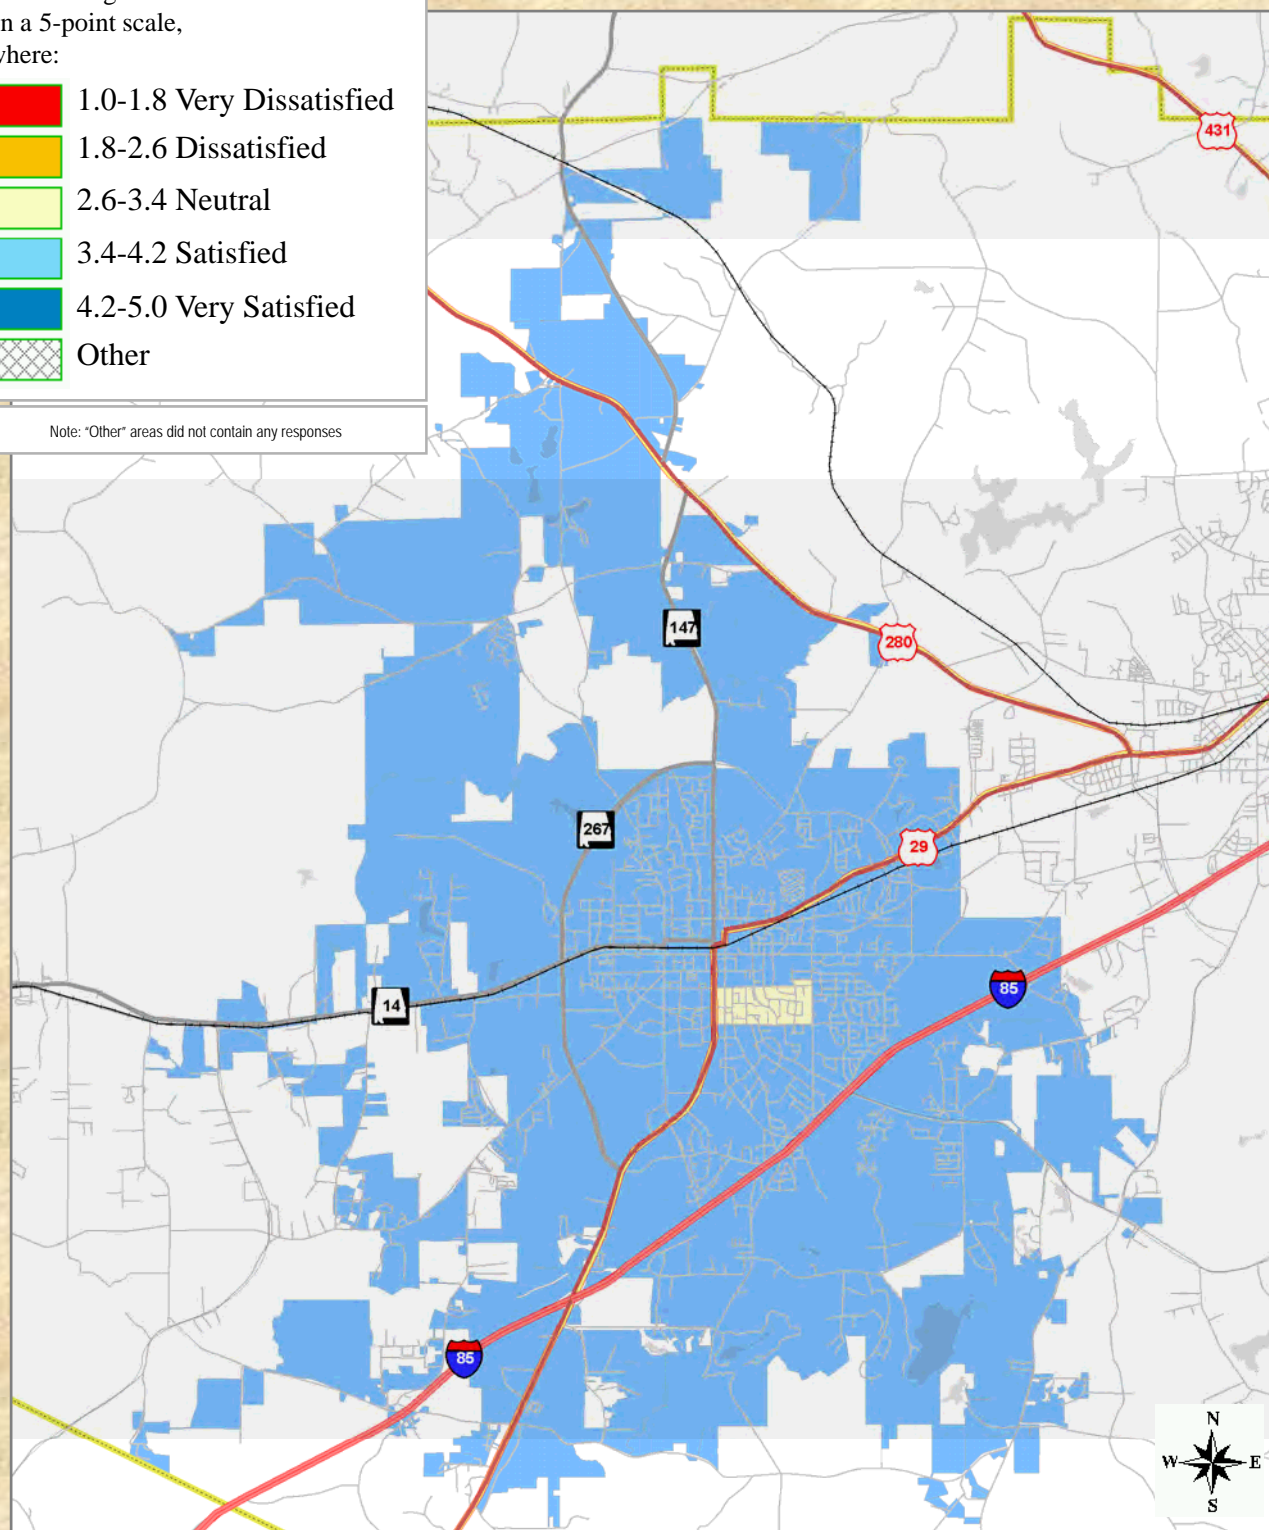 n a 5-point scale,
where:
1.0-1.8 Very Dissatisfied
1.8-2.6 Dissatisfied
2.6-3.4 Neutral
3.4-4.2 Satisfied
4.2-5.0 Very Satisfied
Other
Note: "Other" areas did not contain any responses
431
147
280
267
29
85
14
85
N
W E
S